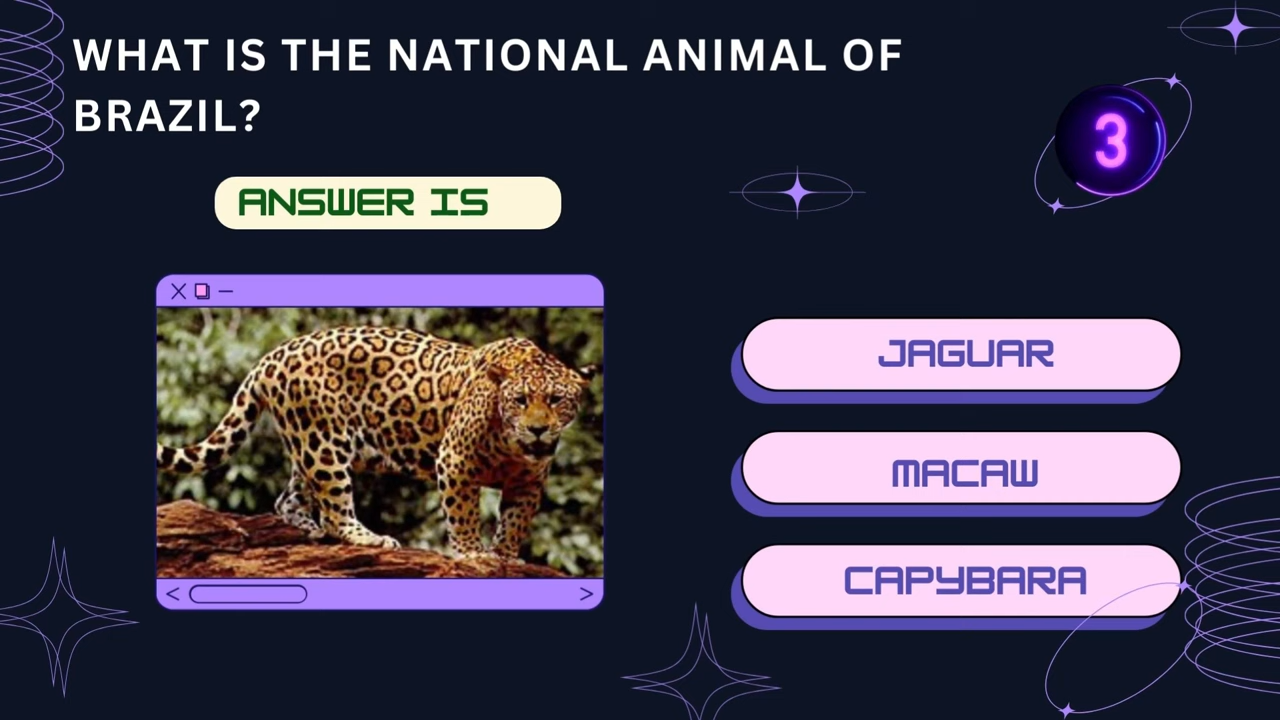 WHAT IS THE NATIONAL ANIMAL OF
BRAZIL?
3
ANSWER IS
JAGUAR
MACAW
CAPYBARA